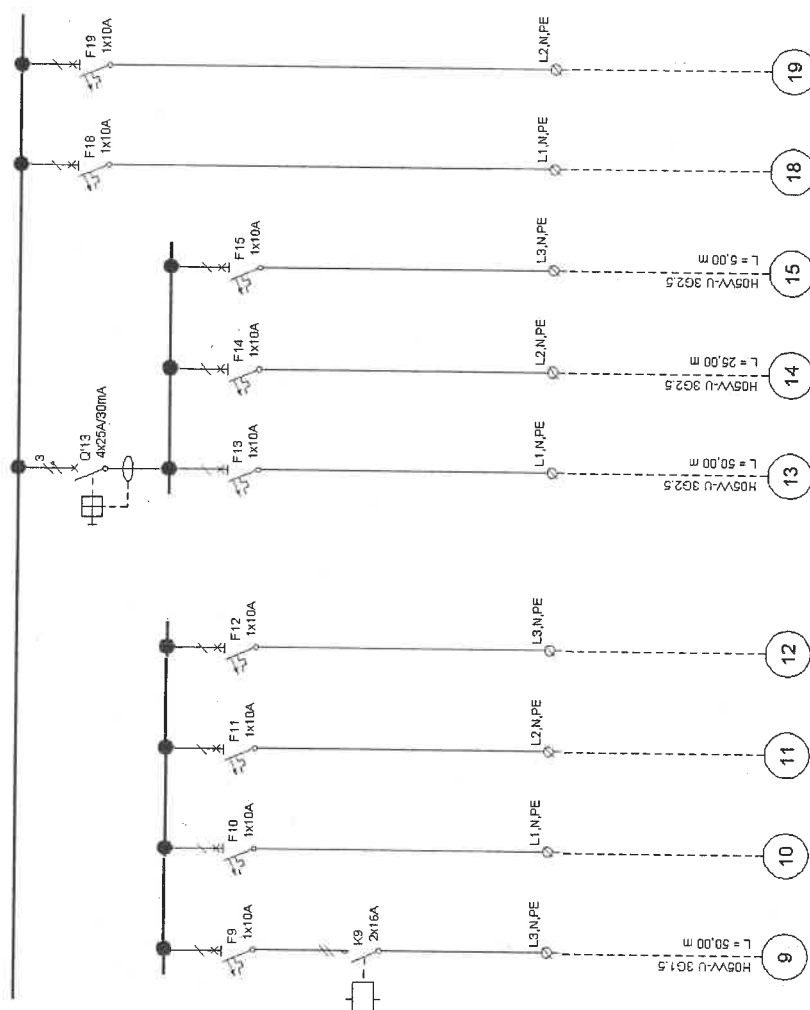 F19
1x10A
L2,N,PE
19
F18
1x10A
L1,N,PE
18
F15
1x10A
L3,N,PE
H05VV-U 3G2.5
L = 5,00 m
15
F14
1x10A
L2,N,PE
H05VV-U 3G2.5
L = 25,00 m
14
3
Q'13
4x25A/30mA
F13
1x10A
L1,N,PE
H05VV-U 3G2.5
L = 50,00 m
13
F12
1x10A
L3,N,PE
12
F11
1x10A
L2,N,PE
11
F10
1x10A
L1,N,PE
10
F9
1x10A
K9
2x16A
L3,N,PE
H05VV-U 3G1.5
L = 50,00 m
9